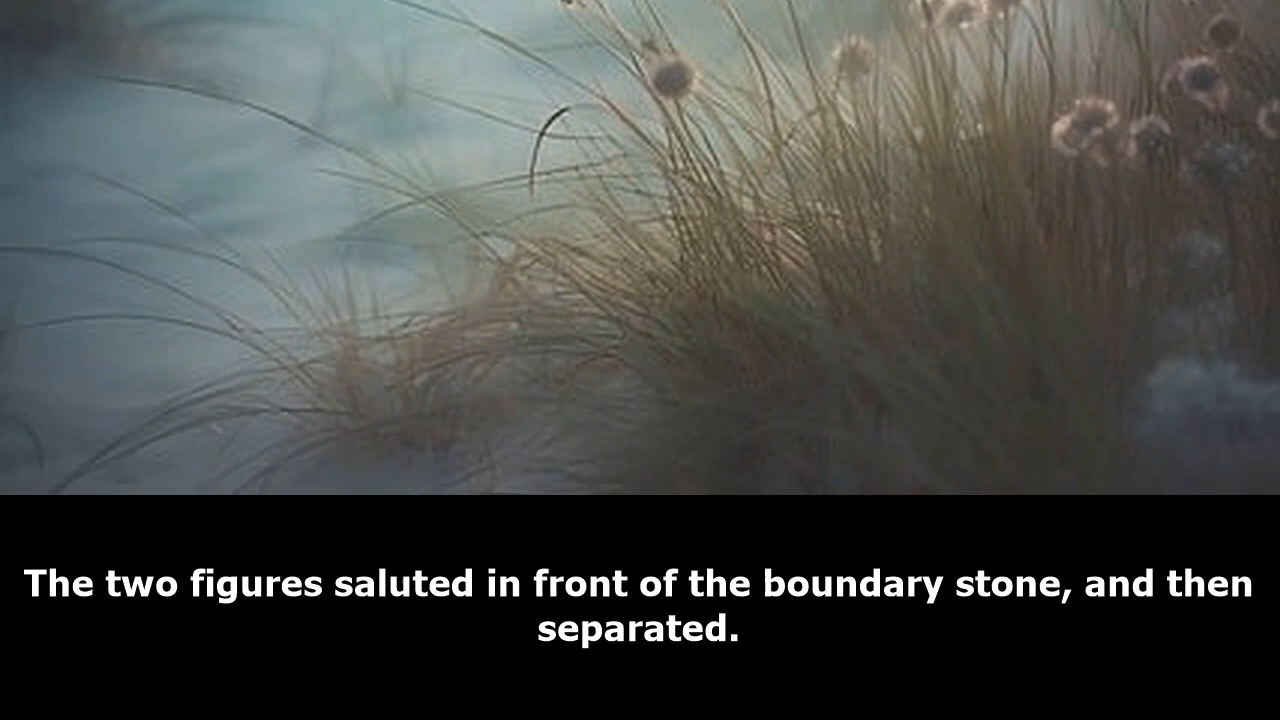 The two figures saluted in front of the boundary stone, and then
separated.